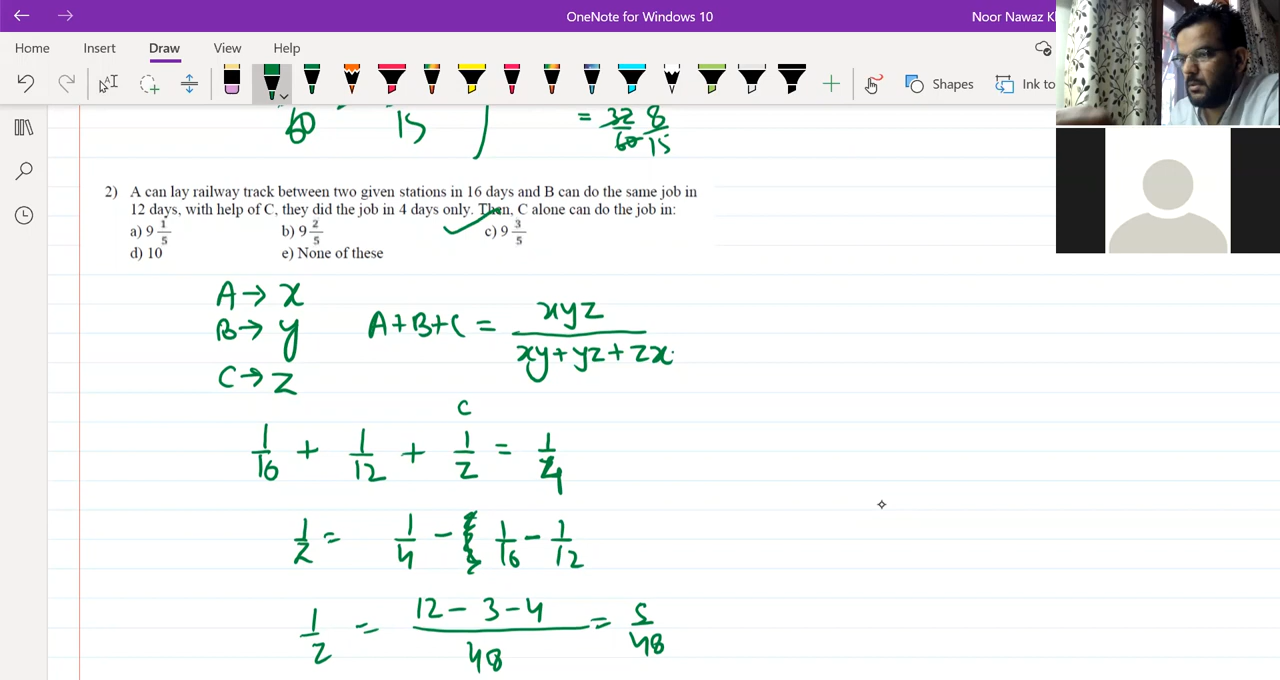 OneNote for Windows 10
Noor Nawaz Kh
Home Insert Draw View Help
Shapes Ink to
60 15 = 32/60 8/15
2) A can lay railway track between two given stations in 16 days and B can do the same job in
12 days, with help of C, they did the job in 4 days only. Then, C alone can do the job in:
a) 9 1/5 b) 9 2/5 c) 9 3/5
d) 10 e) None of these
A → x
B → y
A+B+C = xyz / xy+yz+zx
C → z
C
1/16 + 1/12 + 1/z = 1/4
1/z = 1/4 - 1/16 - 1/12
1/z = 12-3-4 / 48 = 5/48